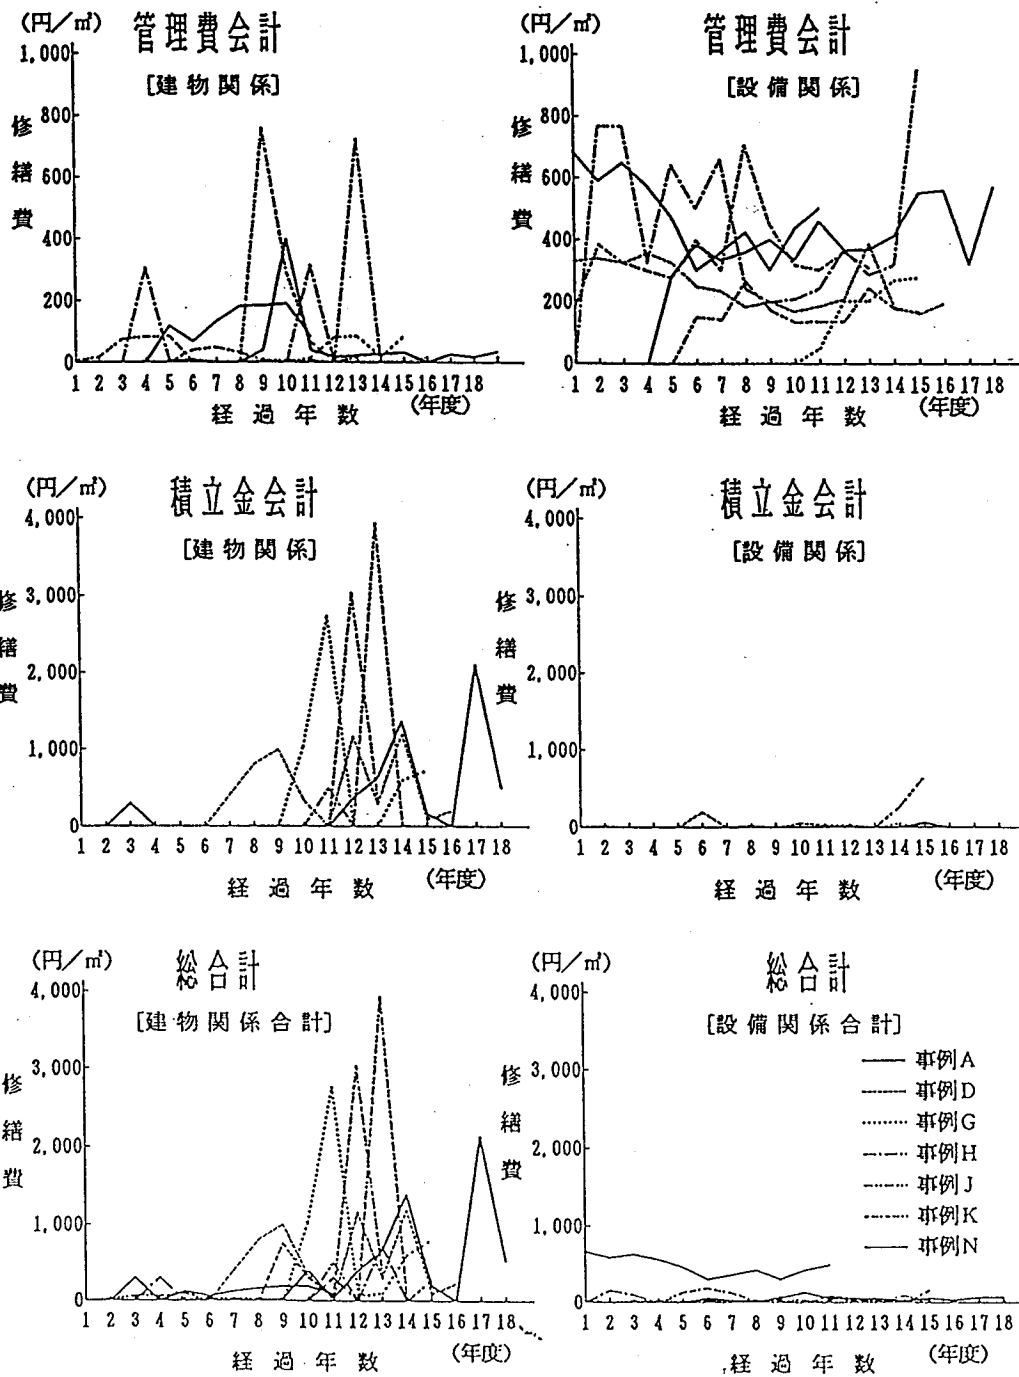 (円/㎡) 管理費会計
[建物関係]
1,000
800
600
400
200
0
修繕費
1 2 3 4 5 6 7 8 9 10 11 12 13 14 15 16 17 18
(年度)
経過年数
(円/㎡) 管理費会計
[設備関係]
1,000
800
600
400
200
0
修繕費
1 2 3 4 5 6 7 8 9 10 11 12 13 14 15 16 17 18
(年度)
経過年数
(円/㎡) 積立金会計
[建物関係]
4,000
3,000
2,000
1,000
0
修繕費
1 2 3 4 5 6 7 8 9 10 11 12 13 14 15 16 17 18
(年度)
経過年数
(円/㎡) 積立金会計
[設備関係]
4,000
3,000
2,000
1,000
0
修繕費
1 2 3 4 5 6 7 8 9 10 11 12 13 14 15 16 17 18
(年度)
経過年数
(円/㎡) 総合計
[建物関係合計]
4,000
3,000
2,000
1,000
0
修繕費
1 2 3 4 5 6 7 8 9 10 11 12 13 14 15 16 17 18
(年度)
経過年数
(円/㎡) 総合計
[設備関係合計]
4,000
3,000
2,000
1,000
0
修繕費
事例A
事例D
事例G
事例H
事例J
事例K
事例N
1 2 3 4 5 6 7 8 9 10 11 12 13 14 15 16 17 18
(年度)
経過年数